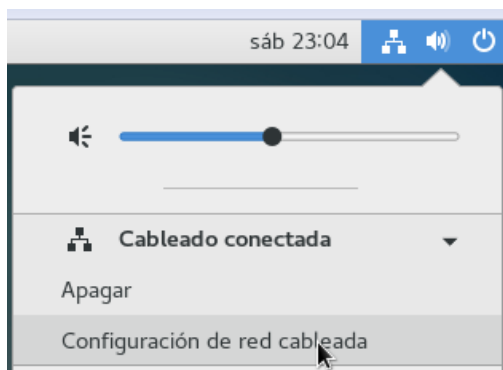 sáb 23:04
Cableado conectada
Apagar
Configuración de red cableada